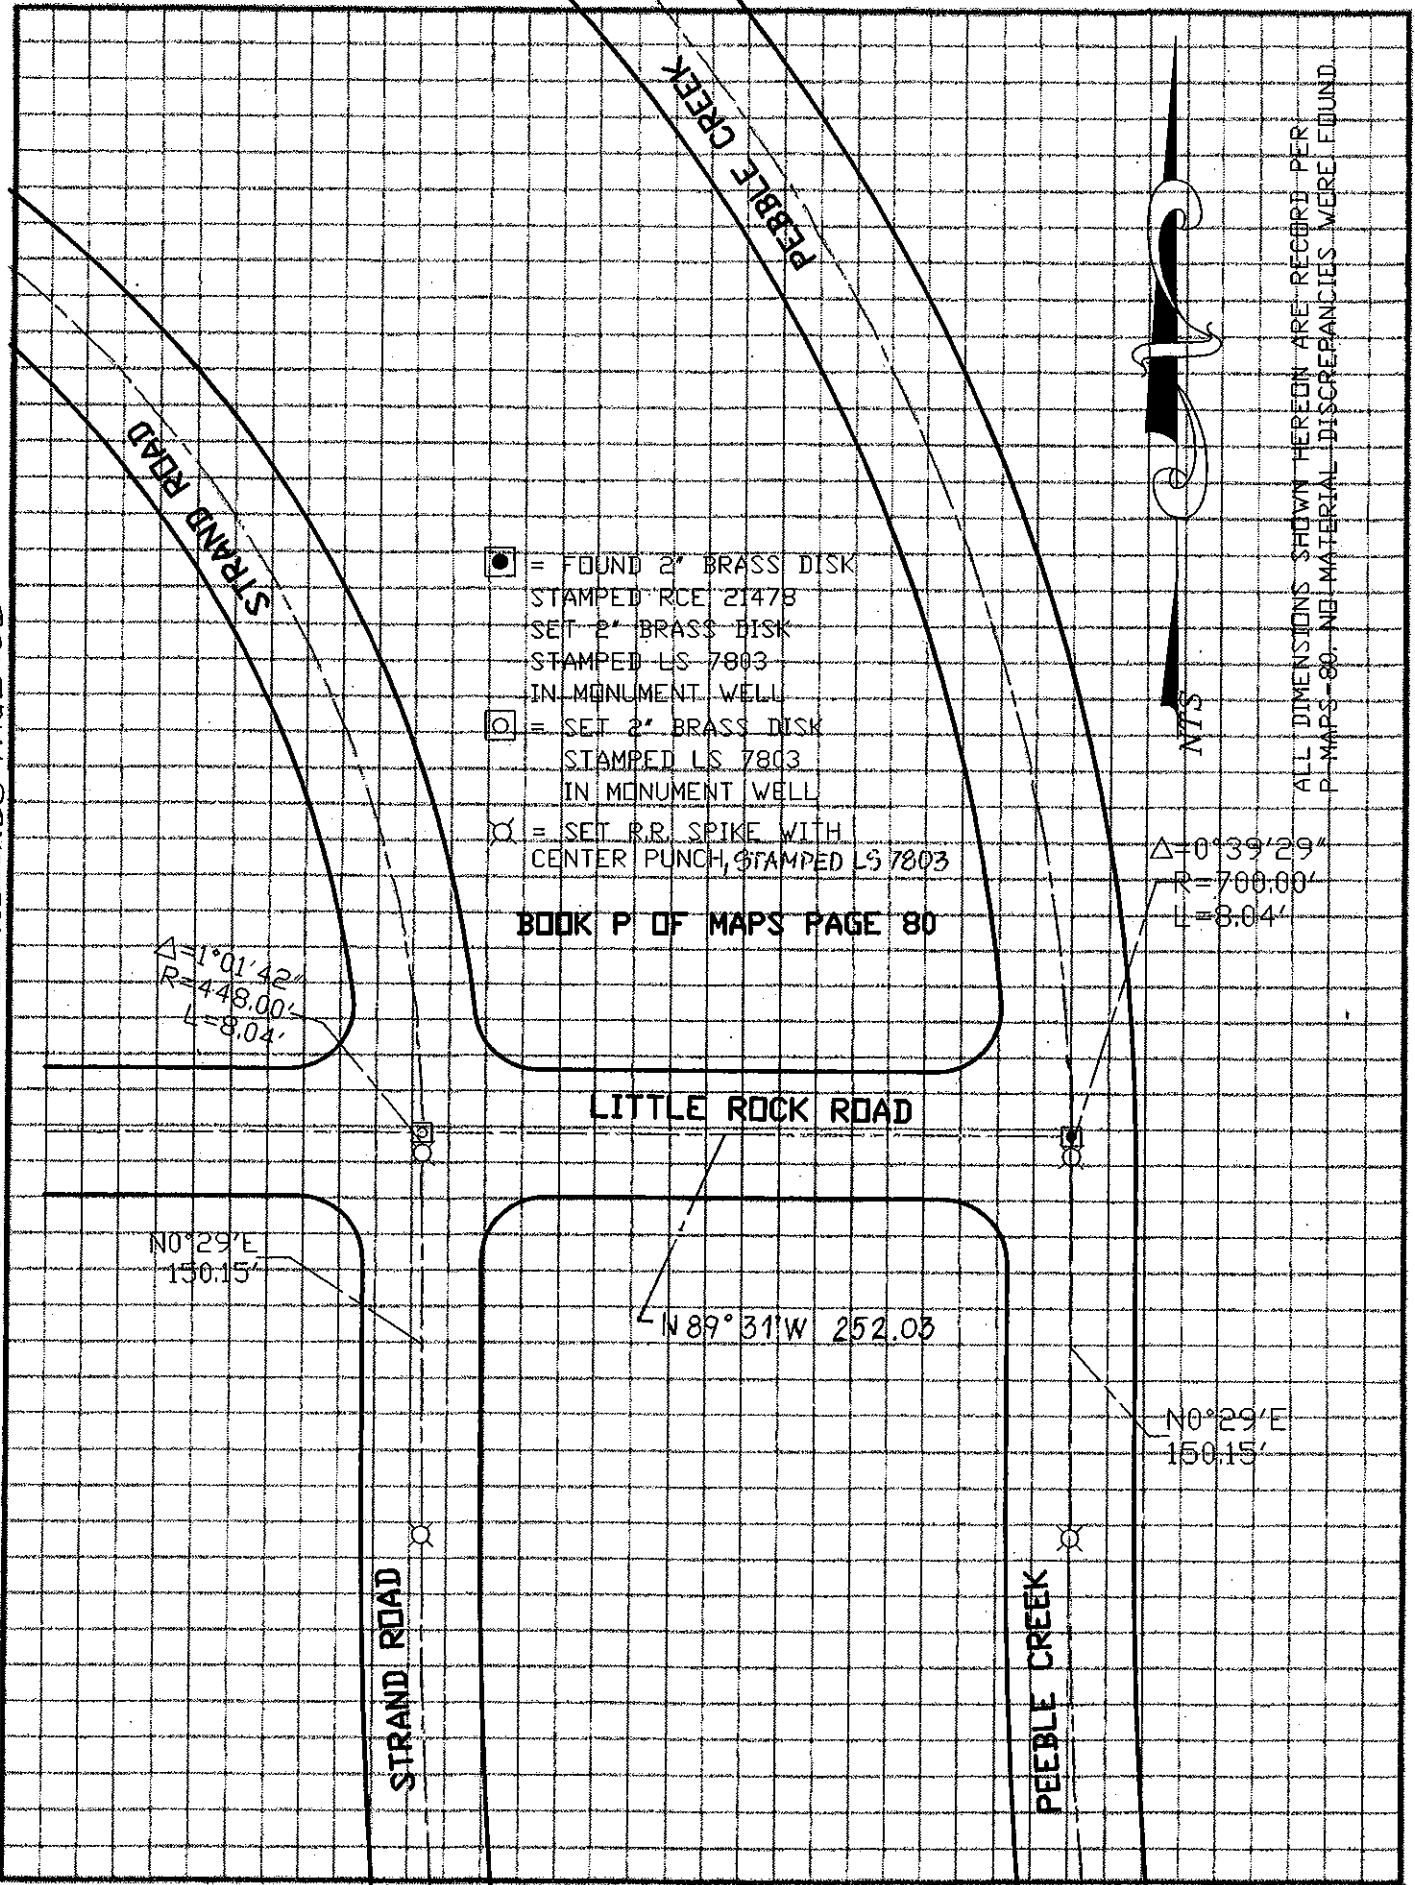 PEBBLE CREEK
STRAND ROAD
= FOUND 2" BRASS DISK
STAMPED RCE 21478
SET 2" BRASS DISK
STAMPED LS 7803
IN MONUMENT WELL
= SET 2" BRASS DISK
STAMPED LS 7803
IN MONUMENT WELL
= SET R.R. SPIKE WITH
CENTER PUNCH, STAMPED LS 7803
BOOK P OF MAPS PAGE 80
NTS
ALL DIMENSIONS SHOWN HEREON ARE RECORD PER
P-MAPS-80. NO MATERIAL DISCREPANCIES WERE FOUND.
Δ=0°39'29"
R=700.00'
L=8.04'
Δ=1°01'42"
R=448.00'
L=8.04'
LITTLE ROCK ROAD
N0°29'E
150.15'
N 89°31'W 252.03
N0°29'E
150.15'
STRAND ROAD
PEEBLE CREEK